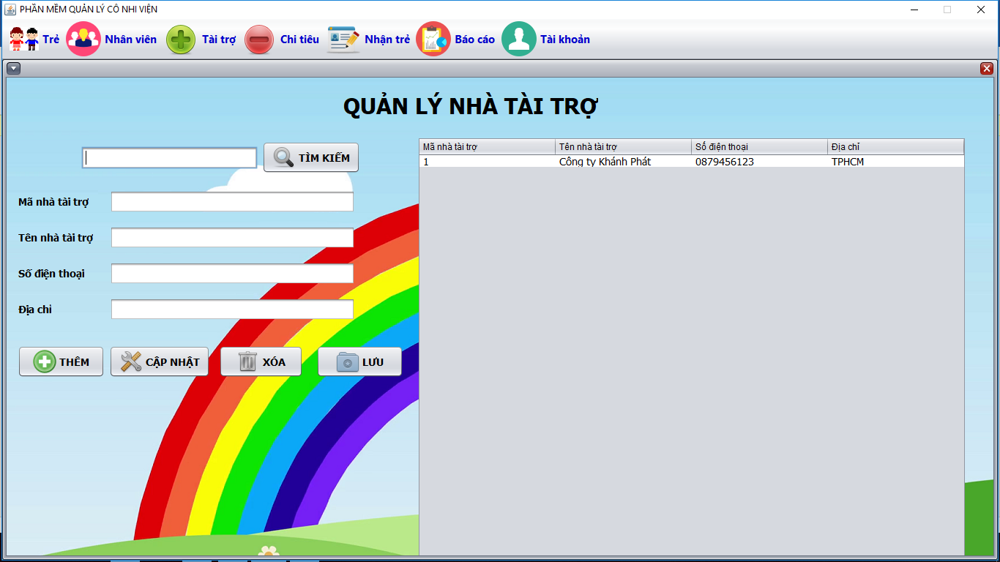 PHẦN MỀM QUẢN LÝ CÔ NHI VIỆN
Trẻ Nhân viên Tài trợ Chi tiêu Nhận trẻ Báo cáo Tài khoản
QUẢN LÝ NHÀ TÀI TRỢ
TÌM KIẾM
Mã nhà tài trợ
Tên nhà tài trợ
Số điện thoại
Địa chỉ
THÊM CẬP NHẬT XÓA LƯU
Mã nhà tài trợ Tên nhà tài trợ Số điện thoại Địa chỉ
1 Công ty Khánh Phát 0879456123 TPHCM